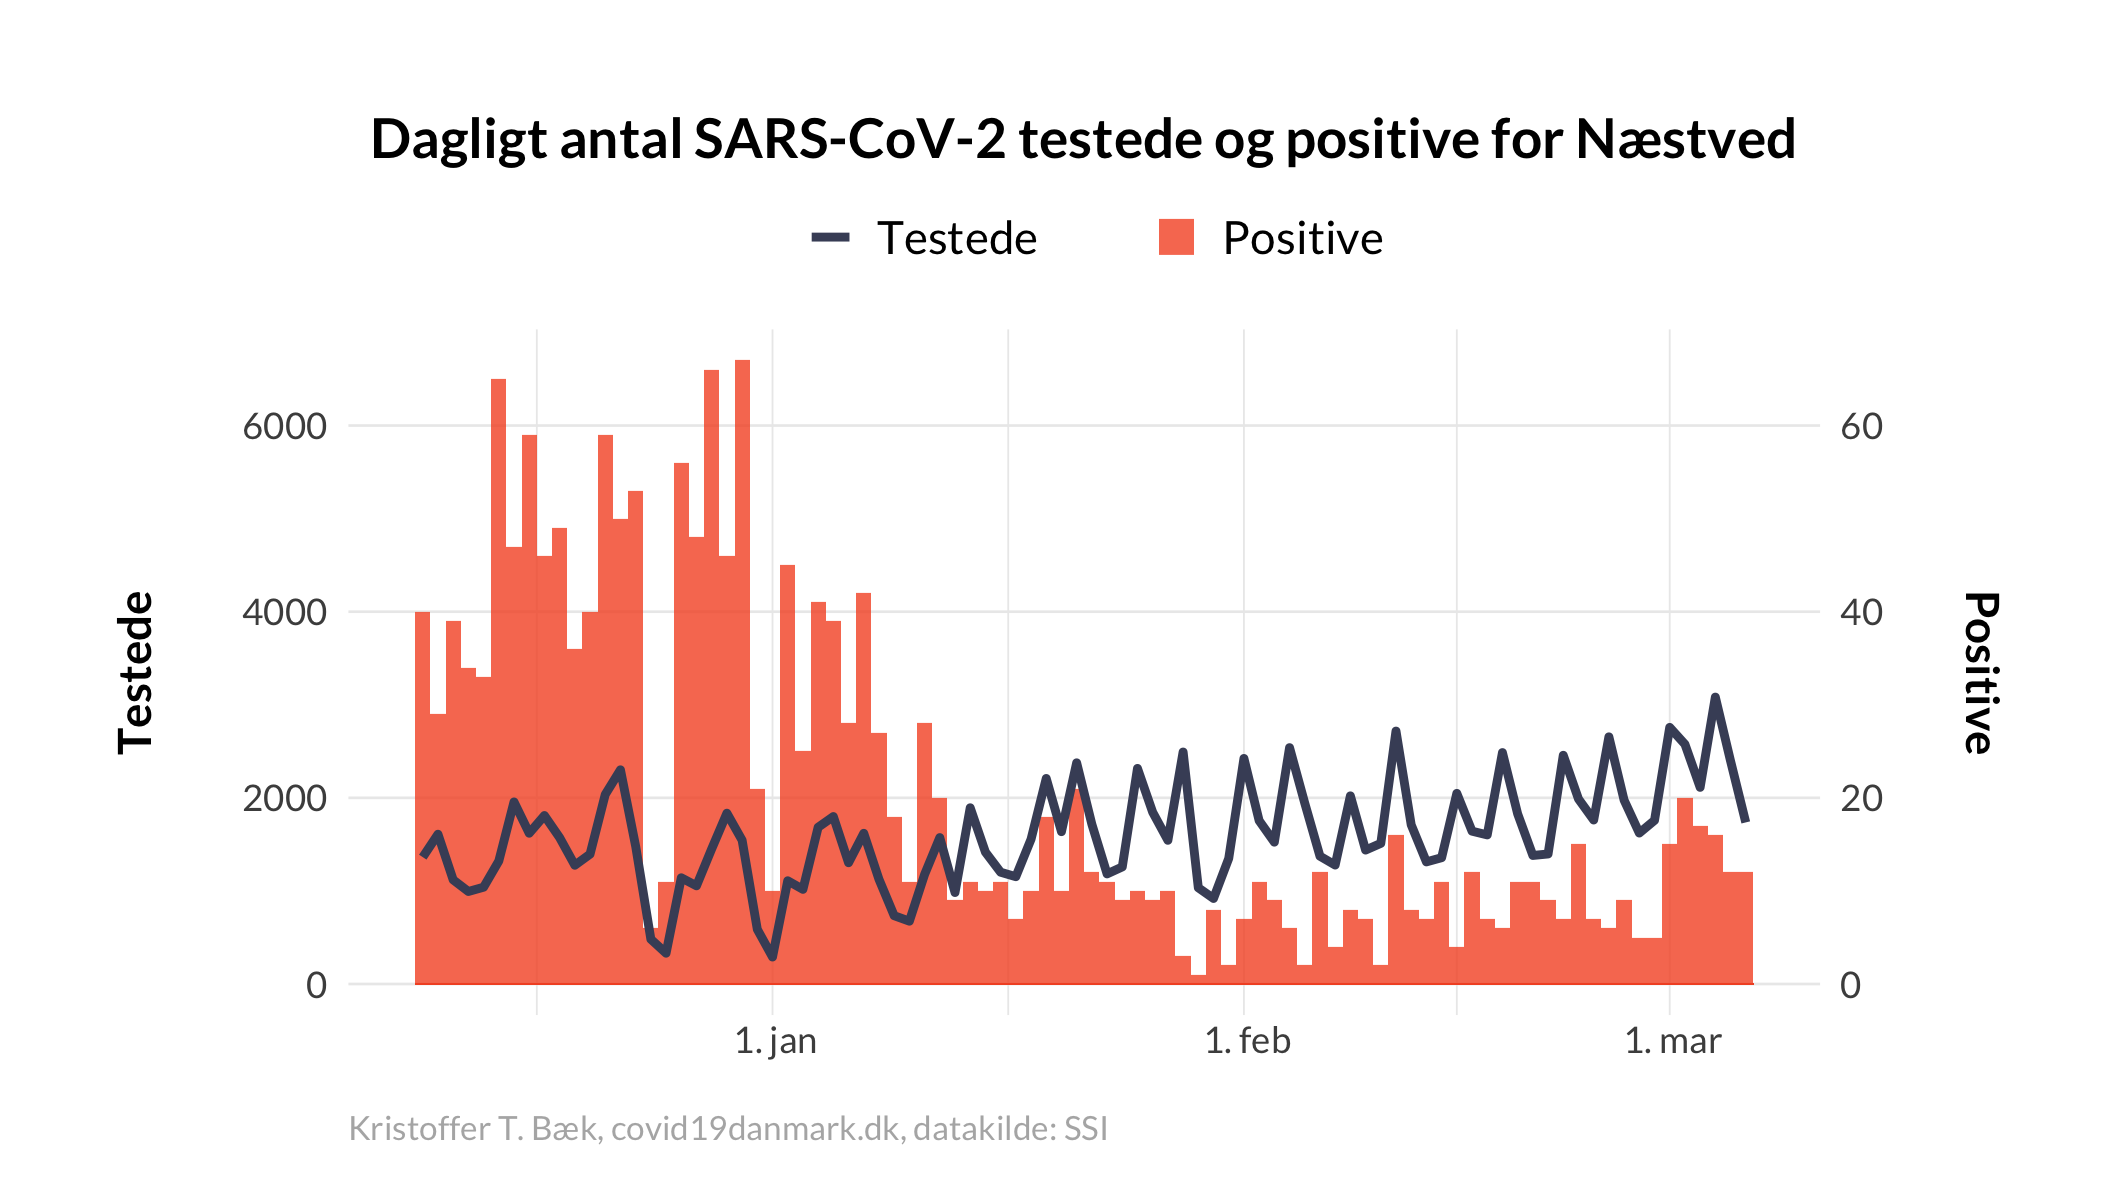 Dagligt antal SARS-CoV-2 testede og positive for Næstved
Testede
Positive
6000
4000
2000
0
Testede
60
40
20
0
Positive
1. jan
1. feb
1. mar
Kristoffer T. Bæk, covid19danmark.dk, datakilde: SSI